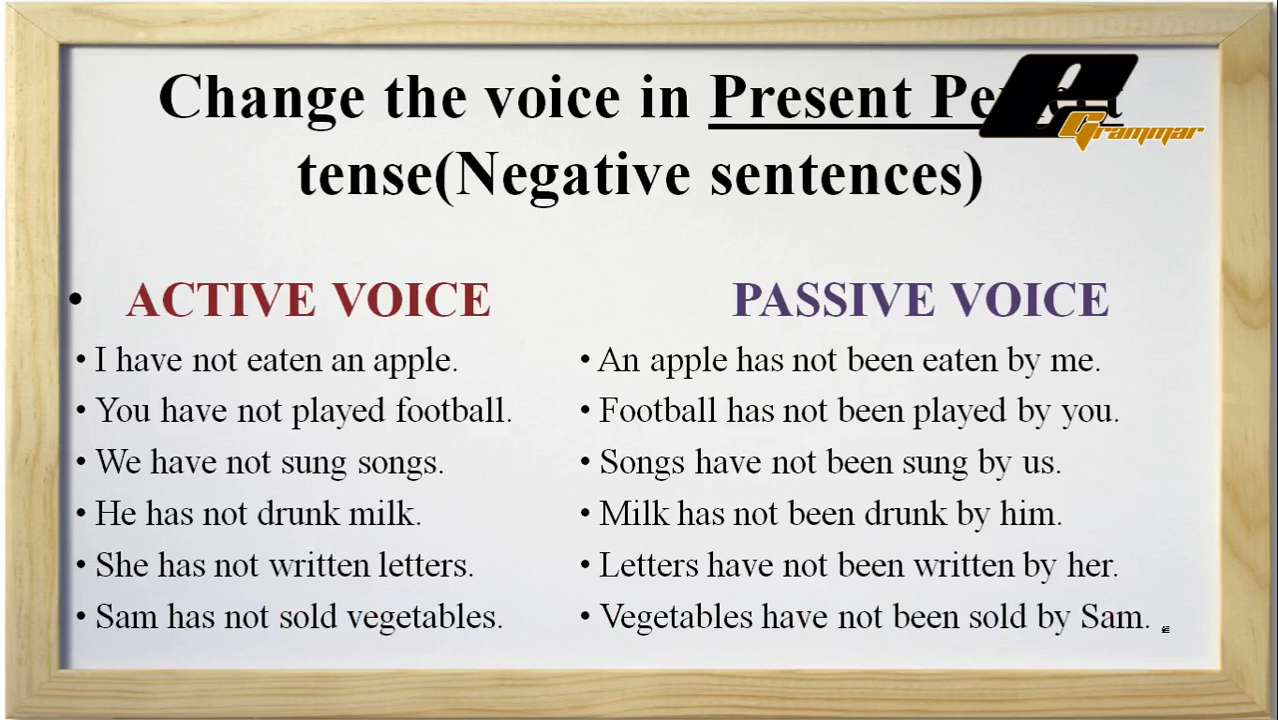 Change the voice in Present
tense(Negative sentences)
Grammar
• ACTIVE VOICE PASSIVE VOICE
• I have not eaten an apple. • An apple has not been eaten by me.
• You have not played football. • Football has not been played by you.
• We have not sung songs. • Songs have not been sung by us.
• He has not drunk milk. • Milk has not been drunk by him.
• She has not written letters. • Letters have not been written by her.
• Sam has not sold vegetables. • Vegetables have not been sold by Sam.